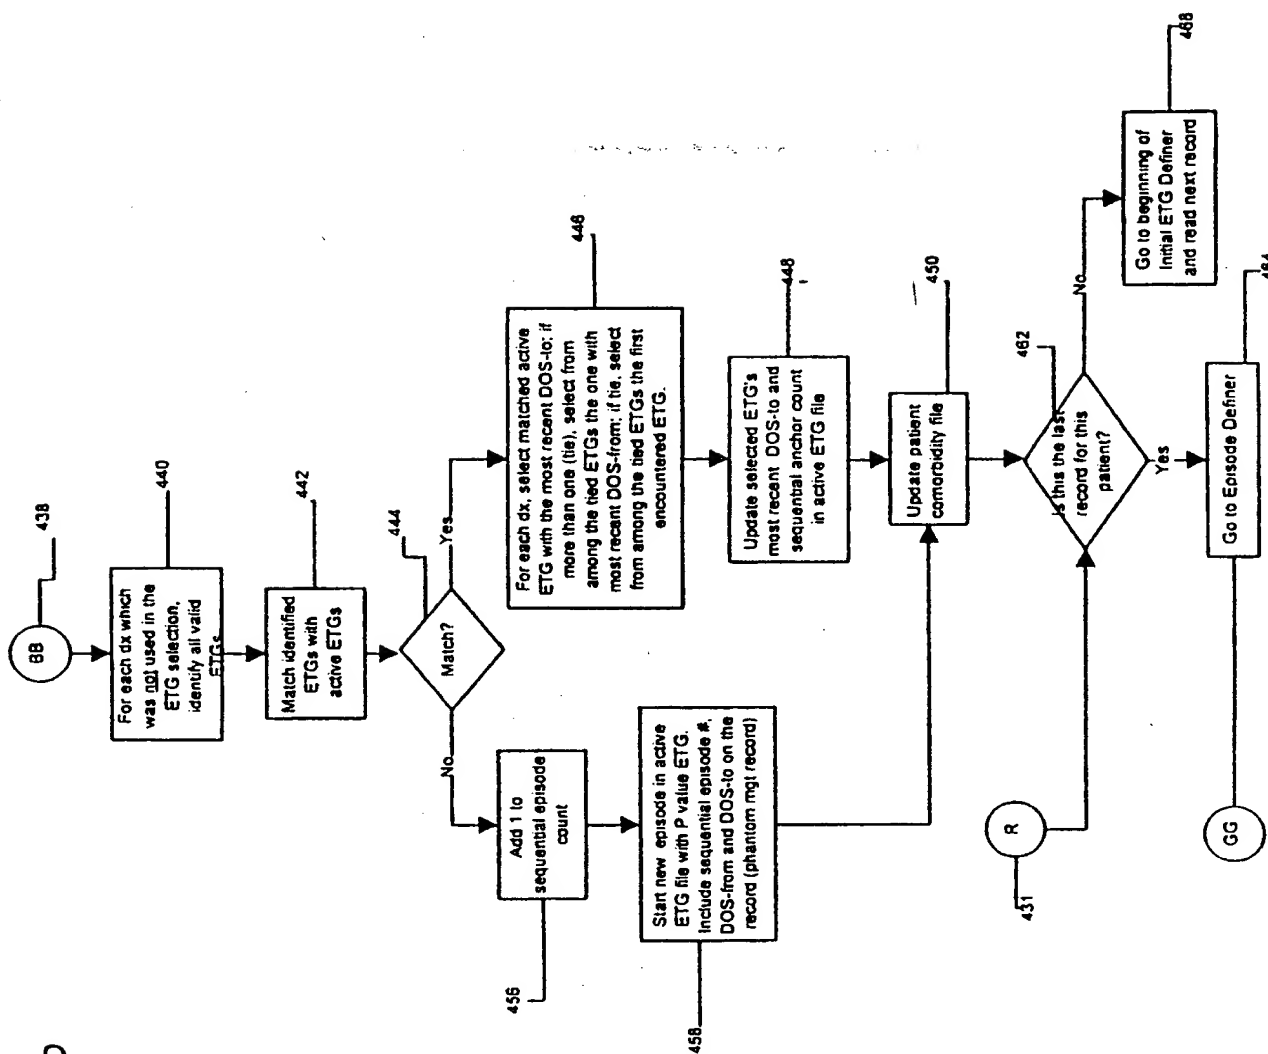 BB
438
For each dx which
was not used in the
ETG selection,
identify all valid
ETGs
440
Match identified
ETGs with
active ETGs
442
444
Match?
No
Yes
For each dx, select matched active
ETG with the most recent DOS-to; if
more than one (tie), select from
among the tied ETGs the one with
most recent DOS-from; if tie, select
from among the tied ETGs the first
encountered ETG.
446
Add 1 to
sequential episode
count
456
Start new episode in active
ETG file with P value ETG.
Include sequential episode #,
DOS-from and DOS-to on the
record (phantom mgt record)
458
Update selected ETG's
most recent DOS-to and
sequential anchor count
in active ETG file
448
Update patient
comorbidity file
450
R
431
Is this the last
record for this
patient?
462
No
Yes
Go to beginning of
Initial ETG Definer
and read next record
468
Go to Episode Definer
GG